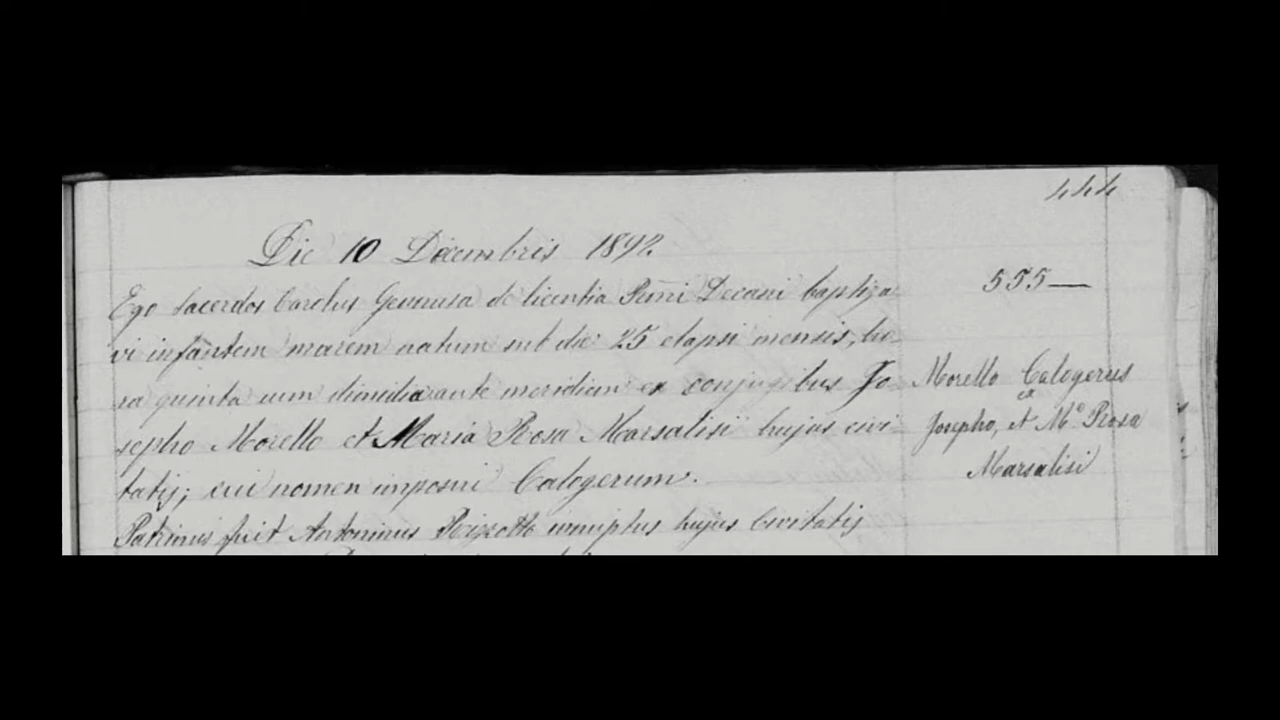 444
Die 10 Decembris 1892
555—
Ego Sacerdos Carolus Genuisa de licentia Rmi Decani baptiza-
vi infantem marem natum sub die 25 elapsi mensis, ho-
ra quinta cum dimidia ante meridiem ex conjugibus Jo-
sepho Morello et Maria Rosa Marsalisi hujus civi-
tatis; cui nomen imposui Calogerum.
Patrinus fuit Antoninus Rizzotto innuptus hujus Civitatis
Morello Calogerus
ex
Josepho, et Ma Rosa
Marsalisi